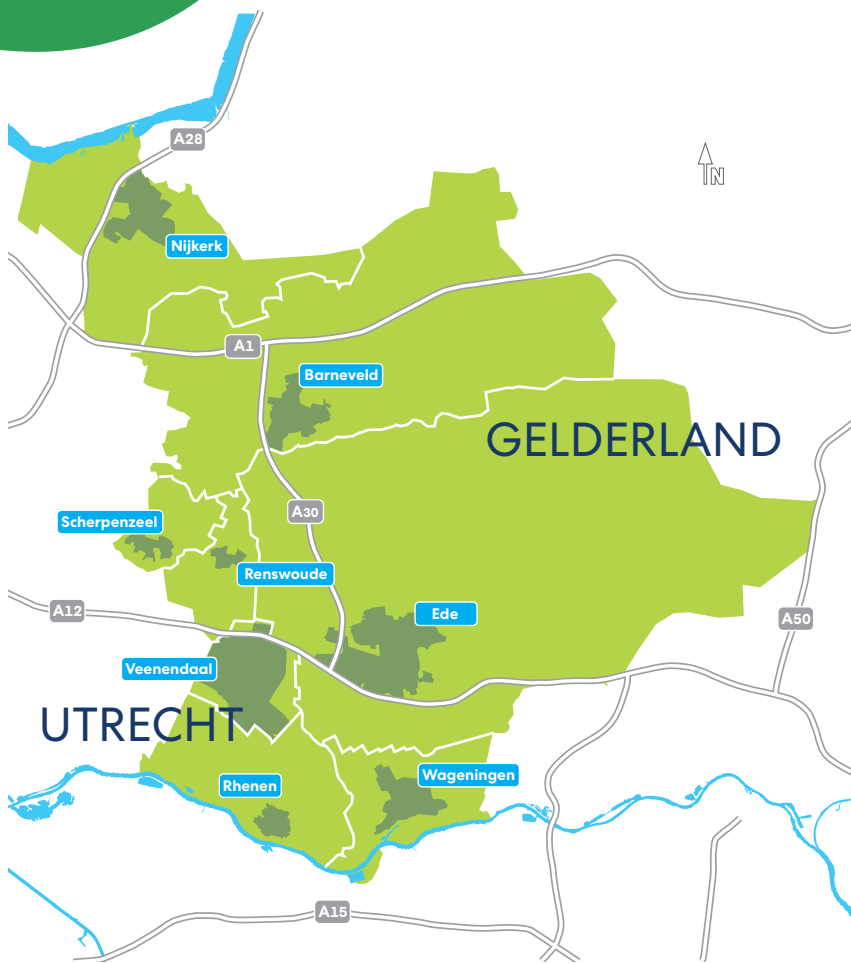 A28
N
Nijkerk
A1
Barneveld
GELDERLAND
A30
Scherpenzeel
Renswoude
A12
Ede
A50
Veenendaal
UTRECHT
Rhenen
Wageningen
A15